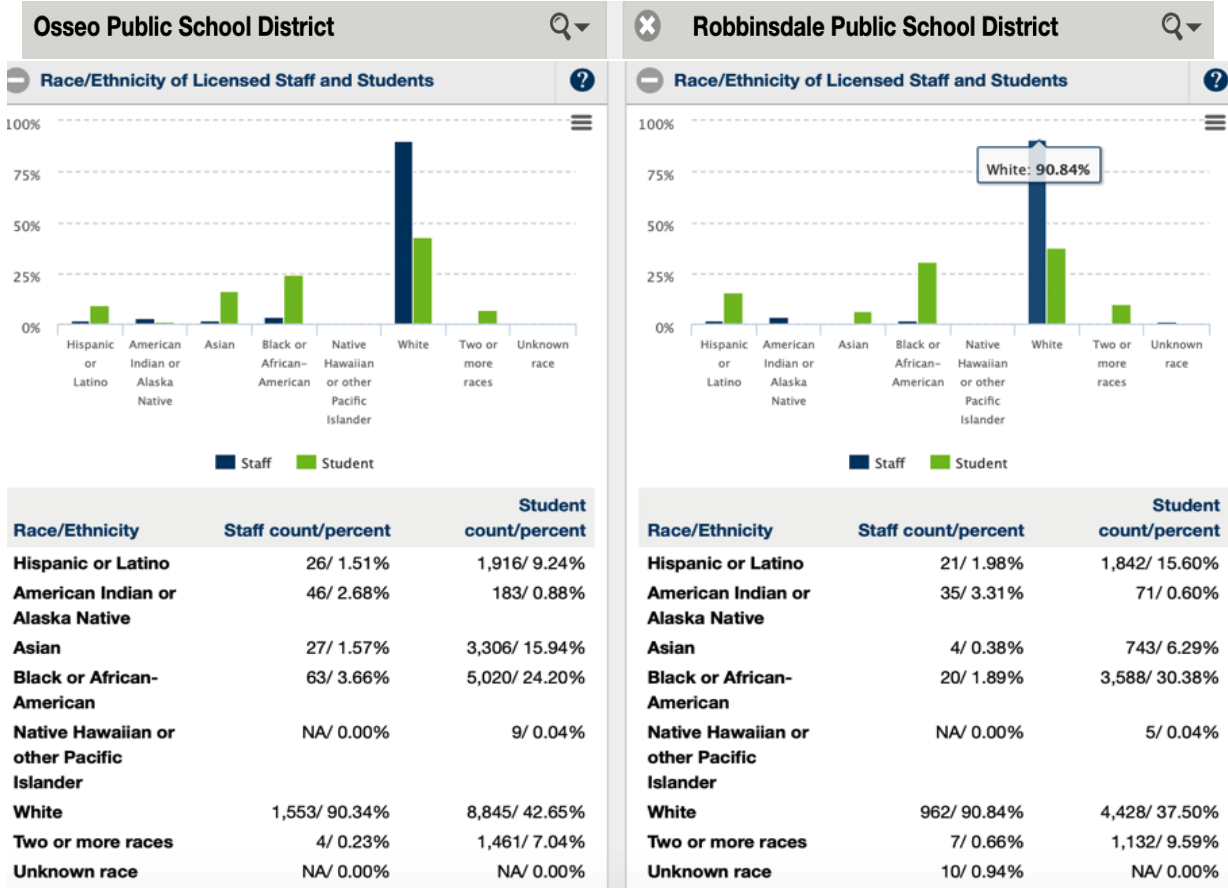 Osseo Public School District
Race/Ethnicity of Licensed Staff and Students
?
100%
75%
50%
25%
0%
Hispanic or Latino
American Indian or Alaska Native
Asian
Black or African-American
Native Hawaiian or other Pacific Islander
White
Two or more races
Unknown race
Staff Student
Race/Ethnicity Staff count/percent Student count/percent
Hispanic or Latino 26/ 1.51% 1,916/ 9.24%
American Indian or Alaska Native 46/ 2.68% 183/ 0.88%
Asian 27/ 1.57% 3,306/ 15.94%
Black or African-American 63/ 3.66% 5,020/ 24.20%
Native Hawaiian or other Pacific Islander NA/ 0.00% 9/ 0.04%
White 1,553/ 90.34% 8,845/ 42.65%
Two or more races 4/ 0.23% 1,461/ 7.04%
Unknown race NA/ 0.00% NA/ 0.00%
Robbinsdale Public School District
Race/Ethnicity of Licensed Staff and Students
?
100%
75%
50%
25%
0%
White: 90.84%
Hispanic or Latino
American Indian or Alaska Native
Asian
Black or African-American
Native Hawaiian or other Pacific Islander
White
Two or more races
Unknown race
Staff Student
Race/Ethnicity Staff count/percent Student count/percent
Hispanic or Latino 21/ 1.98% 1,842/ 15.60%
American Indian or Alaska Native 35/ 3.31% 71/ 0.60%
Asian 4/ 0.38% 743/ 6.29%
Black or African-American 20/ 1.89% 3,588/ 30.38%
Native Hawaiian or other Pacific Islander NA/ 0.00% 5/ 0.04%
White 962/ 90.84% 4,428/ 37.50%
Two or more races 7/ 0.66% 1,132/ 9.59%
Unknown race 10/ 0.94% NA/ 0.00%